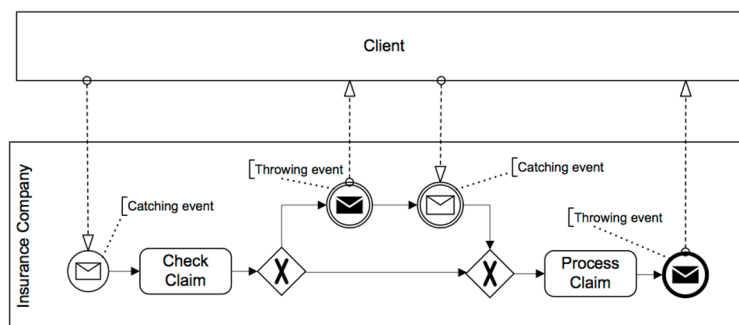 Client
Insurance Company
Throwing event
Catching event
Catching event
Throwing event
Check
Claim
X
X
Process
Claim